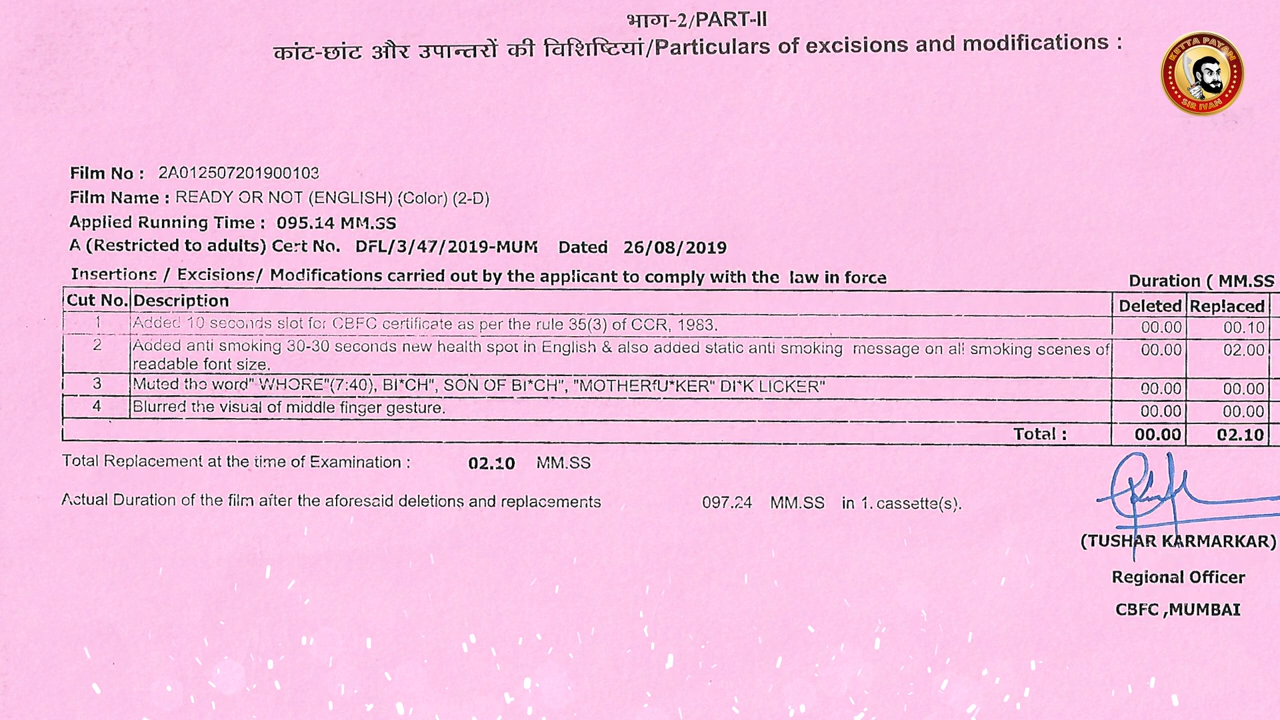 भाग-2/PART-II
कांट-छांट और उपान्तरों की विशिष्टियां/Particulars of excisions and modifications :
KETTA PAYAN
SIR IVAN
Film No : 2A012507201900103
Film Name : READY OR NOT (ENGLISH) (Color) (2-D)
Applied Running Time : 095.14 MM.SS
A (Restricted to adults) Cert No. DFL/3/47/2019-MUM Dated 26/08/2019
Insertions / Excisions/ Modifications carried out by the applicant to comply with the law in force Duration ( MM.SS
Cut No. Description Deleted Replaced
1 Added 10 seconds slot for CBFC certificate as per the rule 35(3) of CCR, 1983. 00.00 00.10
2 Added anti smoking 30-30 seconds new health spot in English & also added static anti smoking message on all smoking scenes of 00.00 02.00
readable font size.
3 Muted the word" WHORE"(7:40), BI*CH", SON OF BI*CH", "MOTHERfU*KER" DI*K LICKER" 00.00 00.00
4 Blurred the visual of middle finger gesture. 00.00 00.00
Total : 00.00 02.10
Total Replacement at the time of Examination : 02.10 MM.SS
Actual Duration of the film after the aforesaid deletions and replacements 097.24 MM.SS in 1. cassette(s).
(TUSHAR KARMARKAR)
Regional Officer
CBFC ,MUMBAI